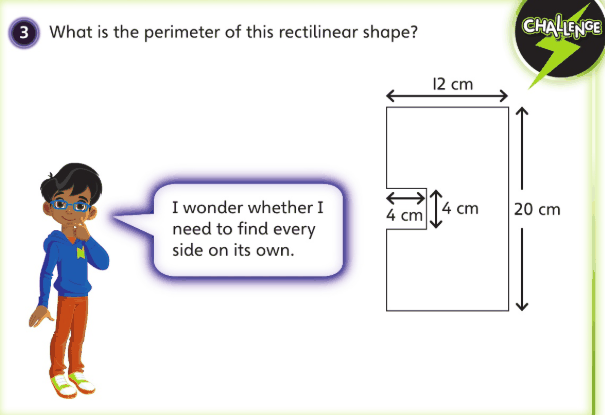 3 What is the perimeter of this rectilinear shape?
CHALLENGE
12 cm
I wonder whether I
need to find every
side on its own.
4 cm
4 cm
20 cm